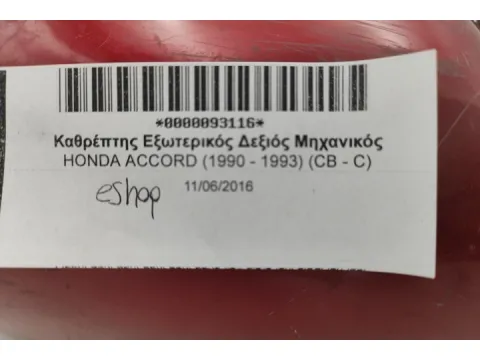 *0000093116*
Καθρέπτης Εξωτερικός Δεξιός Μηχανικός
HONDA ACCORD (1990 - 1993) (CB - C)
eshop 11/06/2016